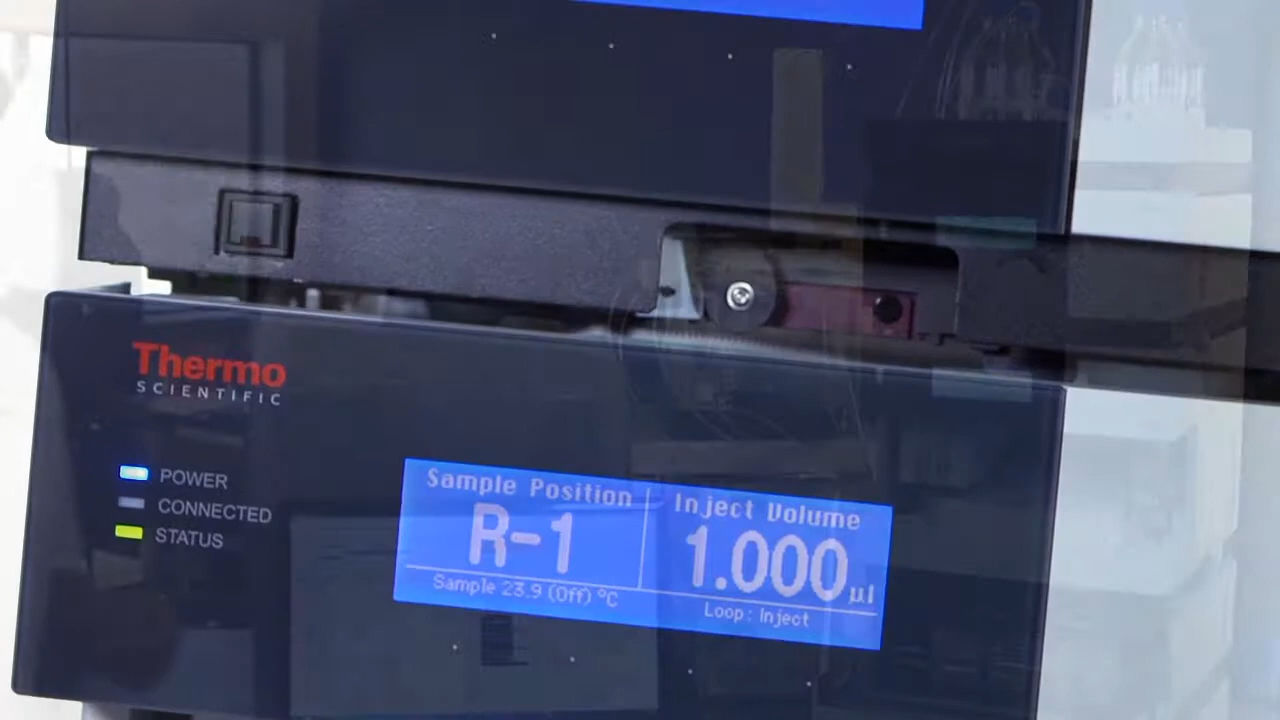 Thermo
SCIENTIFIC
POWER
CONNECTED
STATUS
Sample Position
R-1
Sample 23.9 (Off) °C
Inject Volume
1.000 µl
Loop: Inject